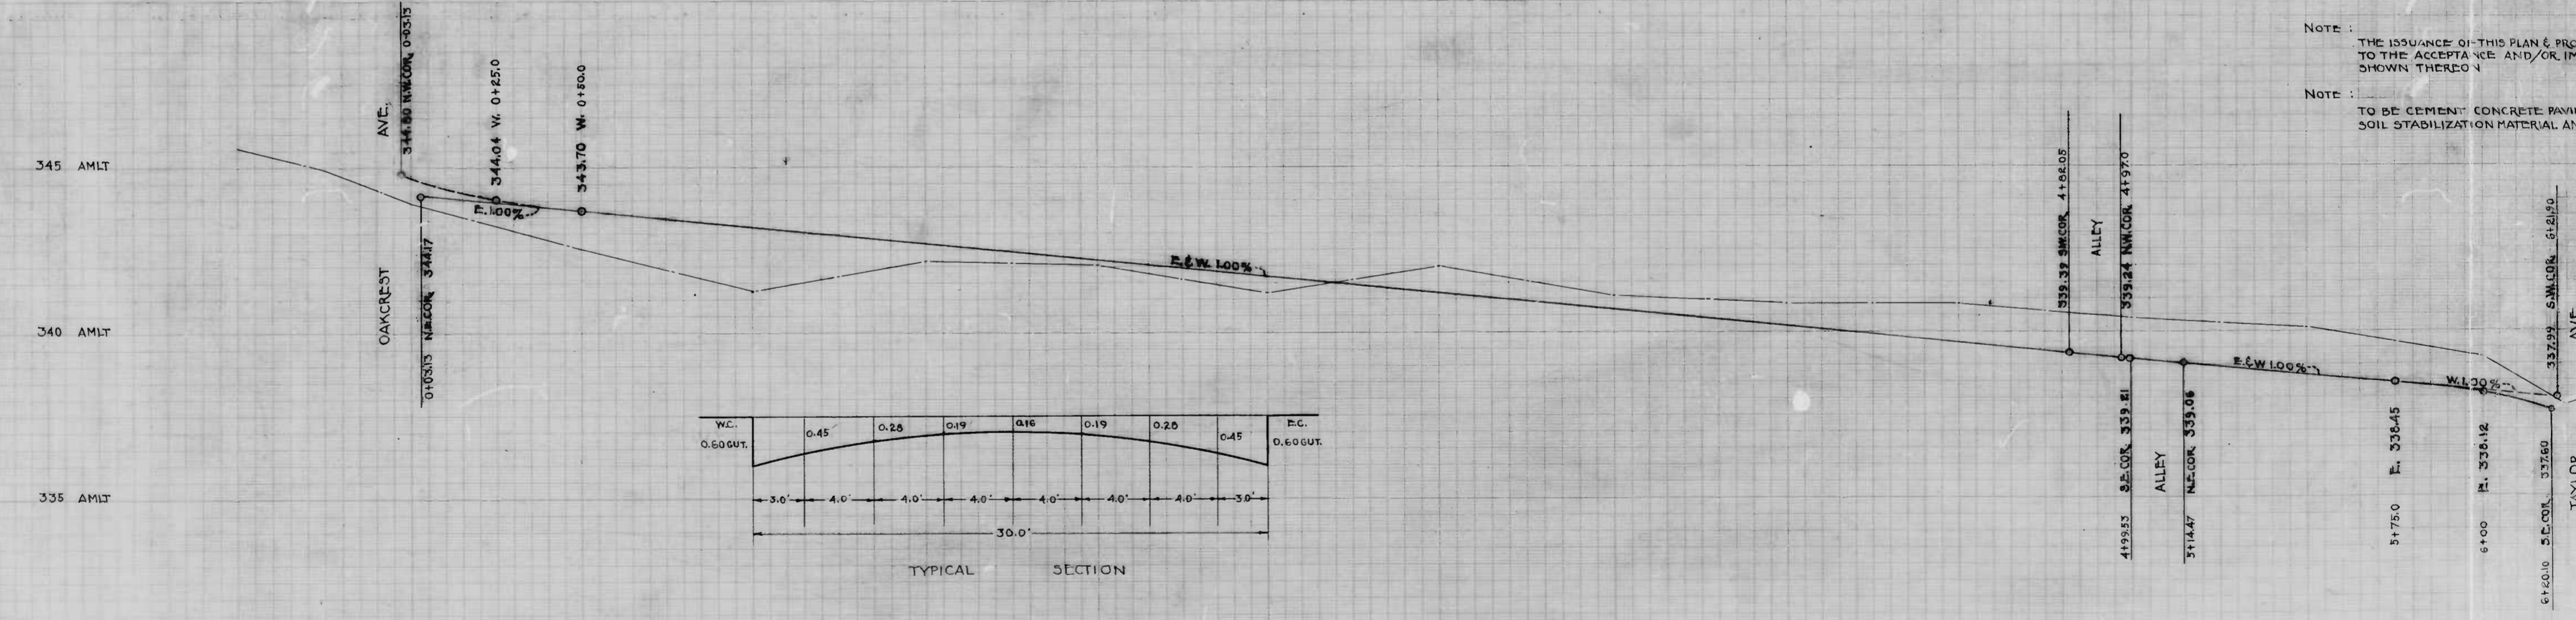 NOTE :
THE ISSUANCE OF THIS PLAN & PRO
TO THE ACCEPTANCE AND/OR IM
SHOWN THEREON
NOTE :
TO BE CEMENT CONCRETE PAVI
SOIL STABILIZATION MATERIAL AN
345 AMLT
340 AMLT
335 AMLT
AVE.
344.80 N.W.COR. 0-03.13
344.04 W. 0+25.0
343.70 W. 0+50.0
E. 1.00%
OAKCREST
0+03.13 N.E.COR. 344.17
E.&W. 1.00%
339.39 S.W.COR. 4+82.05
ALLEY
339.24 N.W.COR. 4+97.0
4+99.53 S.E.COR. 339.21
ALLEY
5+14.47 N.E.COR. 339.06
E.&W 1.00%
5+75.0 E. 338.45
W. 1.00%
6+00 E. 338.12
337.99 S.W.COR. 6+21.90
6+20.10 S.E.COR. 337.60
TAYLOR AVE
W.C.
0.60 GUT.
0.45 0.28 0.19 0.16 0.19 0.28 0.45
E.C.
0.60 GUT.
3.0' 4.0' 4.0' 4.0' 4.0' 4.0' 4.0' 3.0'
30.0'
TYPICAL SECTION